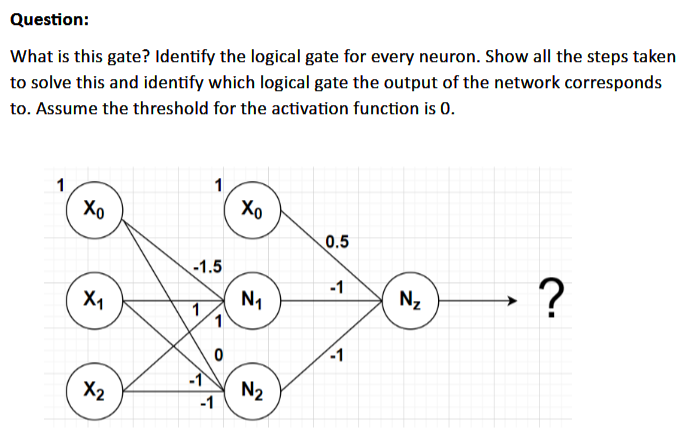 Question:
What is this gate? Identify the logical gate for every neuron. Show all the steps taken
to solve this and identify which logical gate the output of the network corresponds
to. Assume the threshold for the activation function is 0.
1
1
X₀
X₀
0.5
-1.5
-1
X₁
1
N₁
N_z
?
1
0
-1
-1
X₂
-1
N₂